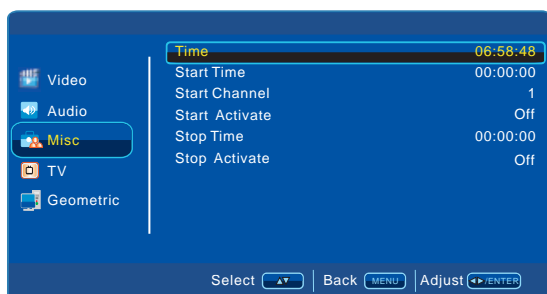 Video
Audio
Misc
TV
Geometric
Time 06:58:48
Start Time 00:00:00
Start Channel 1
Start Activate Off
Stop Time 00:00:00
Stop Activate Off
Select ▲▼ Back MENU Adjust ◄►/ENTER